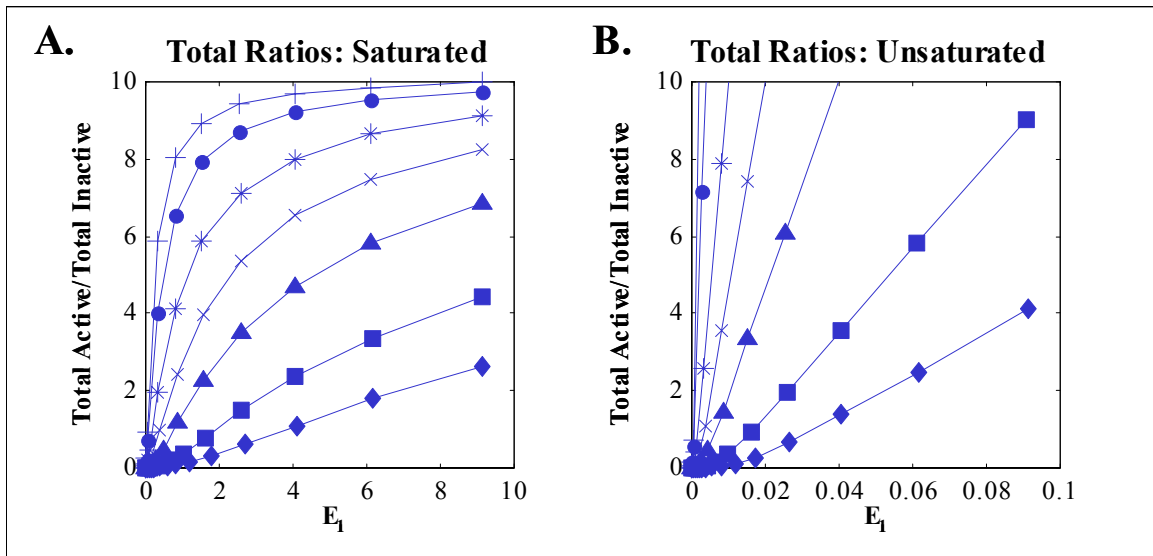 A.
Total Ratios: Saturated
Total Active/Total Inactive
10
8
6
4
2
0
0 2 4 6 8 10
E1
B.
Total Ratios: Unsaturated
Total Active/Total Inactive
10
8
6
4
2
0
0 0.02 0.04 0.06 0.08 0.1
E1